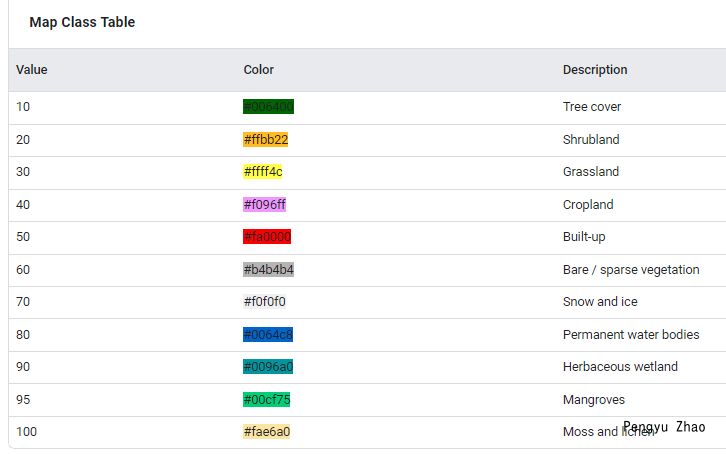 Map Class Table
Value Color Description
10 #006400 Tree cover
20 #ffbb22 Shrubland
30 #ffff4c Grassland
40 #f096ff Cropland
50 #fa0000 Built-up
60 #b4b4b4 Bare / sparse vegetation
70 #f0f0f0 Snow and ice
80 #0064c8 Permanent water bodies
90 #0096a0 Herbaceous wetland
95 #00cf75 Mangroves
100 #fae6a0 Moss and lichen
Pengyu Zhao